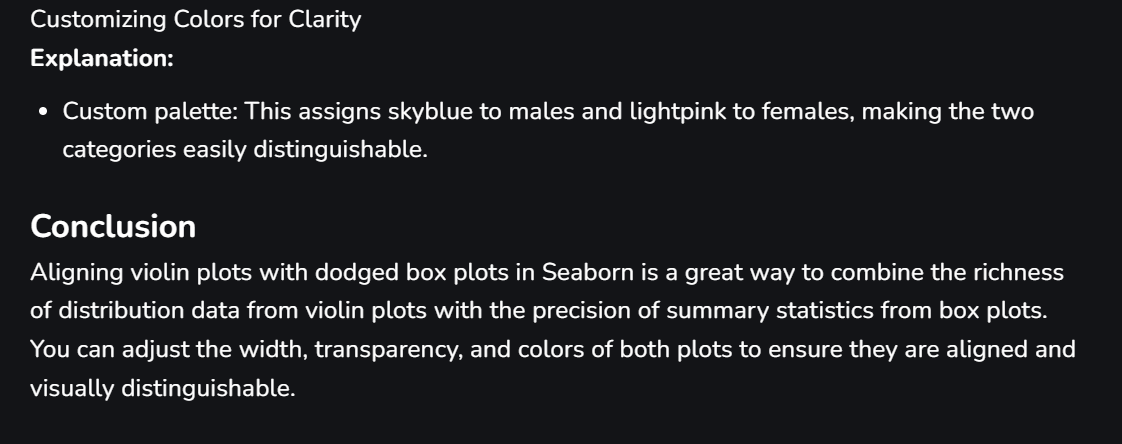 Customizing Colors for Clarity
Explanation:
• Custom palette: This assigns skyblue to males and lightpink to females, making the two
categories easily distinguishable.
Conclusion
Aligning violin plots with dodged box plots in Seaborn is a great way to combine the richness
of distribution data from violin plots with the precision of summary statistics from box plots.
You can adjust the width, transparency, and colors of both plots to ensure they are aligned and
visually distinguishable.